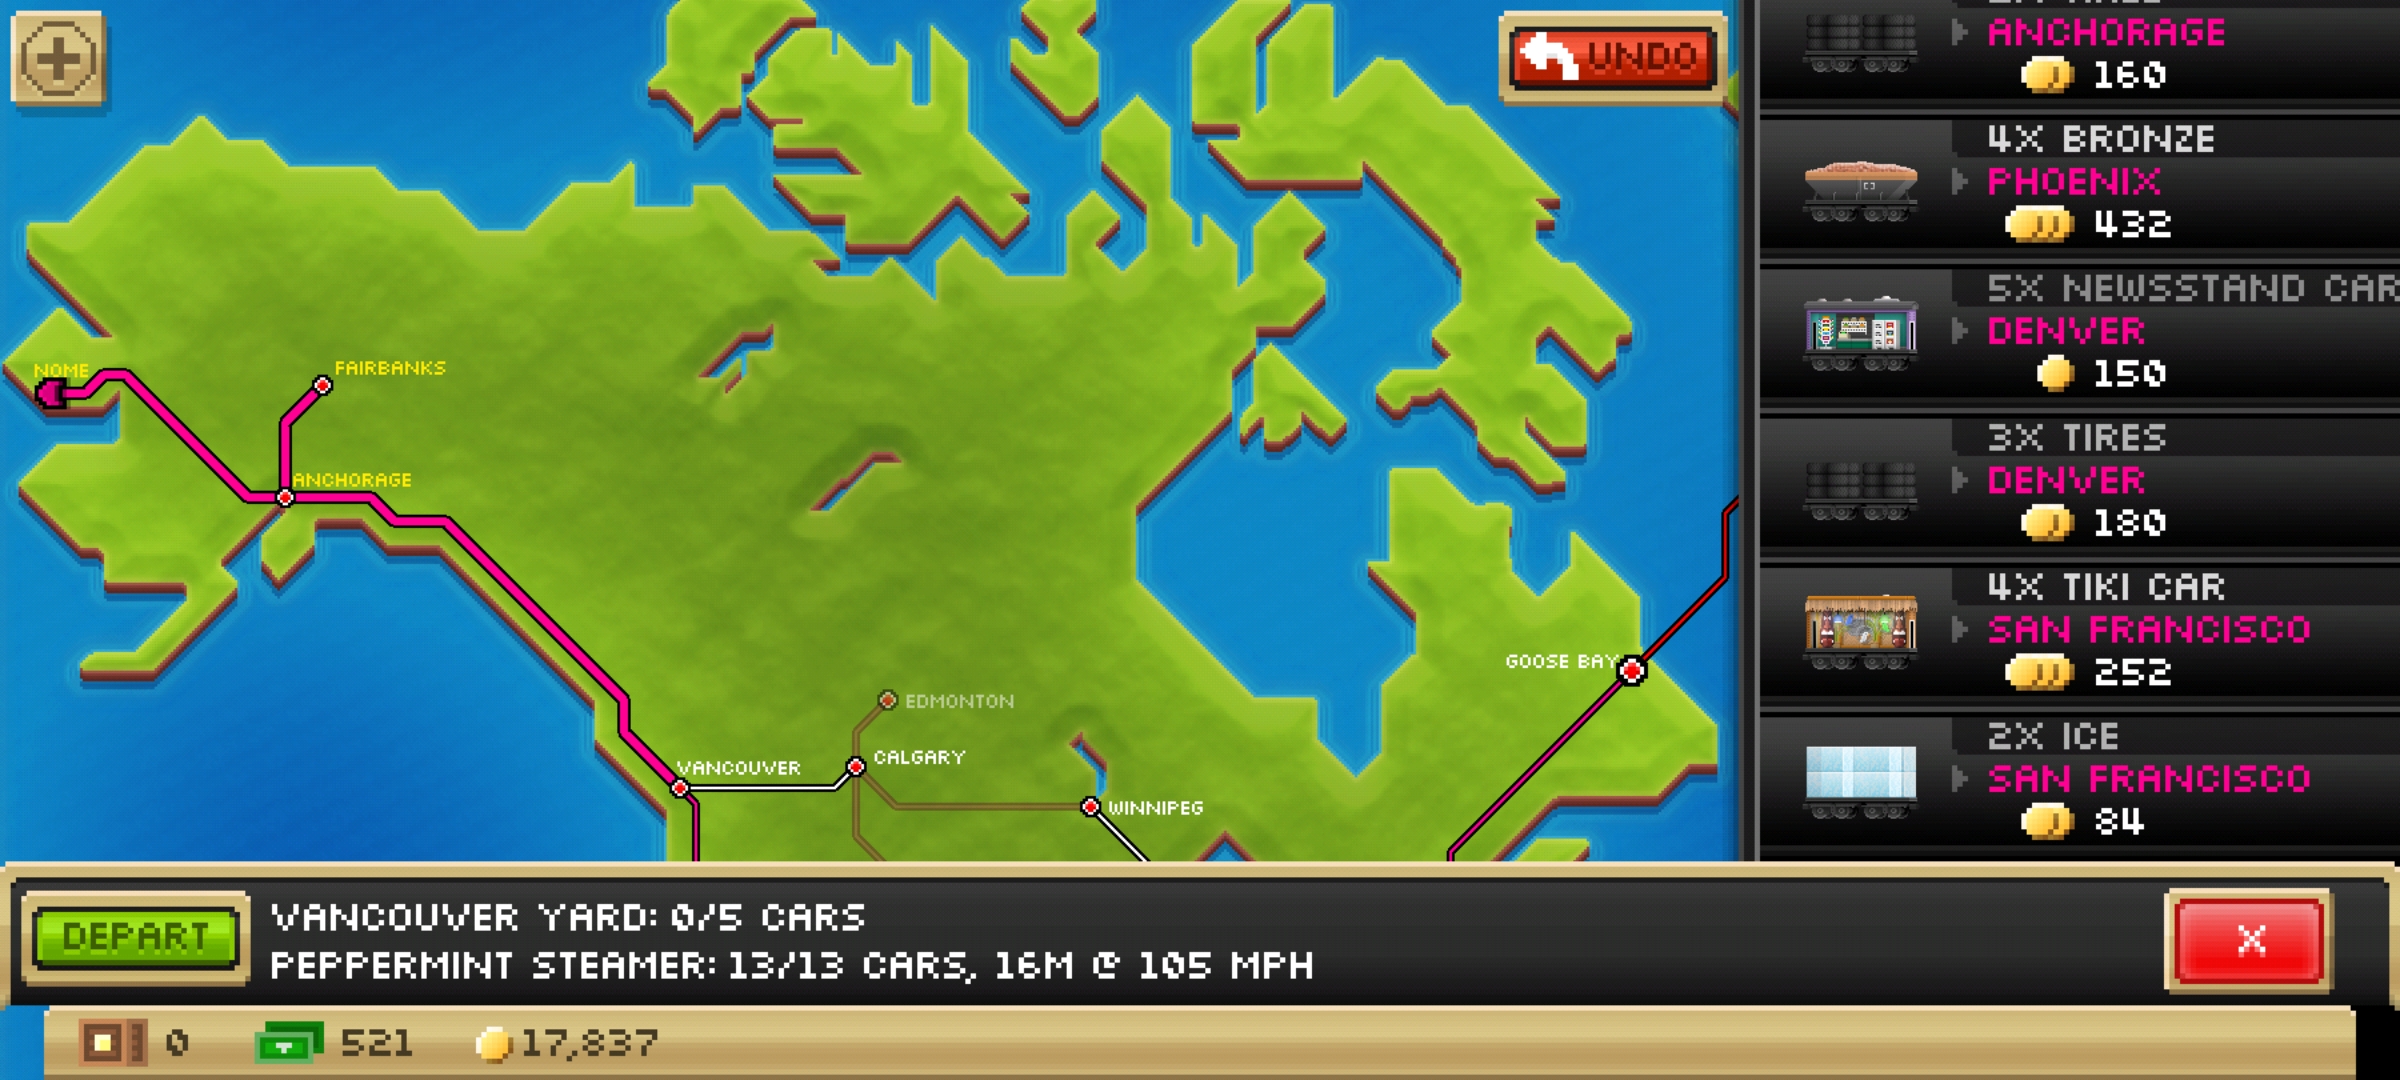 UNDO
NOME
FAIRBANKS
ANCHORAGE
EDMONTON
GOOSE BAY
VANCOUVER
CALGARY
WINNIPEG
ANCHORAGE
160
4X BRONZE
PHOENIX
432
5X NEWSSTAND CAR
DENVER
150
3X TIRES
DENVER
180
4X TIKI CAR
SAN FRANCISCO
252
2X ICE
SAN FRANCISCO
84
DEPART
VANCOUVER YARD: 0/5 CARS
PEPPERMINT STEAMER: 13/13 CARS, 16M @ 105 MPH
X
0
521
17,837